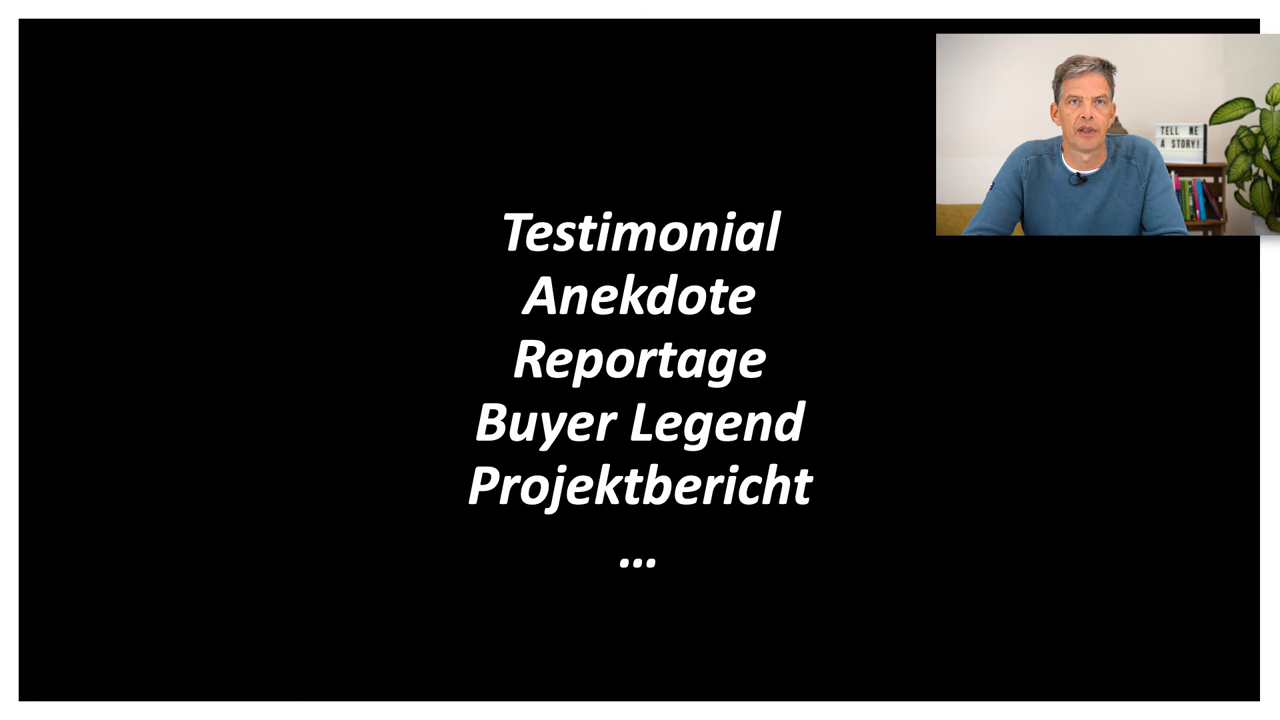 TELL ME
A STORY!
Testimonial
Anekdote
Reportage
Buyer Legend
Projektbericht
...